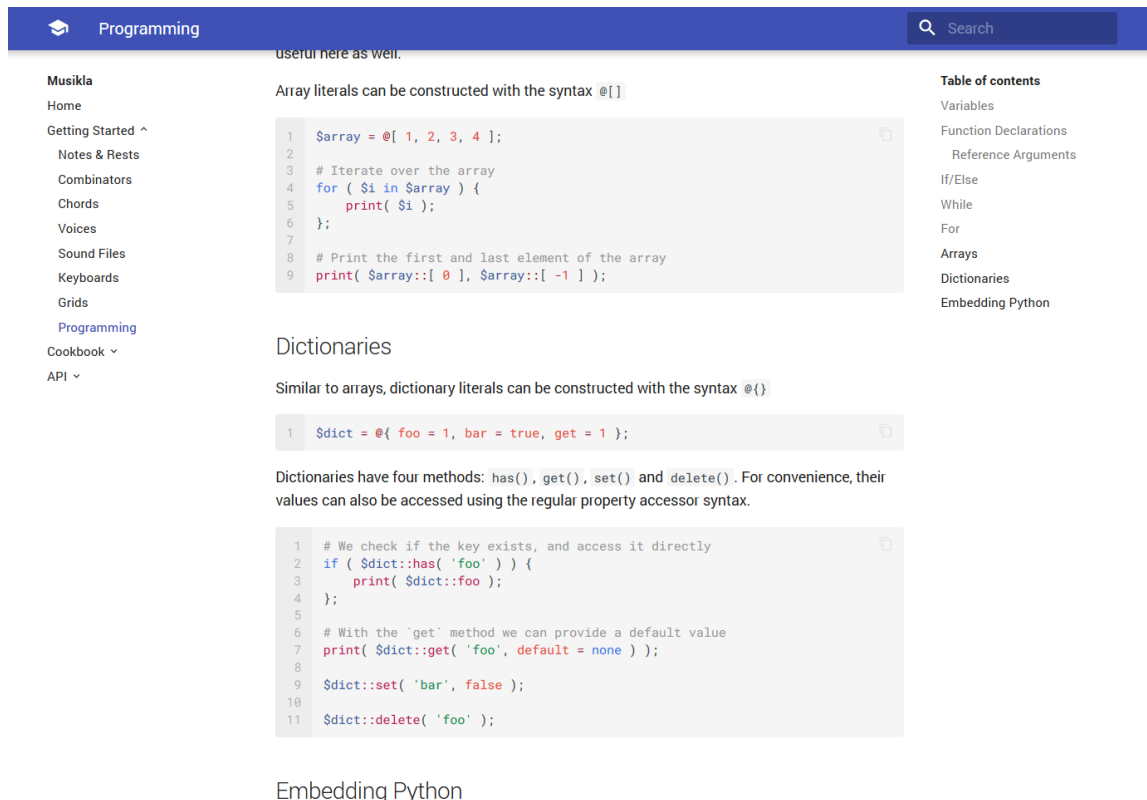 Programming
Search
Musikla
Home
Getting Started
Notes & Rests
Combinators
Chords
Voices
Sound Files
Keyboards
Grids
Programming
Cookbook
API
useful here as well.
Array literals can be constructed with the syntax @[]
1 $array = @[ 1, 2, 3, 4 ];
2
3 # Iterate over the array
4 for ( $i in $array ) {
5     print( $i );
6 };
7
8 # Print the first and last element of the array
9 print( $array::[ 0 ], $array::[ -1 ] );
Dictionaries
Similar to arrays, dictionary literals can be constructed with the syntax @{}
1 $dict = @{ foo = 1, bar = true, get = 1 };
Dictionaries have four methods: has(), get(), set() and delete(). For convenience, their
values can also be accessed using the regular property accessor syntax.
1 # We check if the key exists, and access it directly
2 if ( $dict::has( 'foo' ) ) {
3     print( $dict::foo );
4 };
5
6 # With the `get` method we can provide a default value
7 print( $dict::get( 'foo', default = none ) );
8
9 $dict::set( 'bar', false );
10
11 $dict::delete( 'foo' );
Embedding Python
Table of contents
Variables
Function Declarations
Reference Arguments
If/Else
While
For
Arrays
Dictionaries
Embedding Python